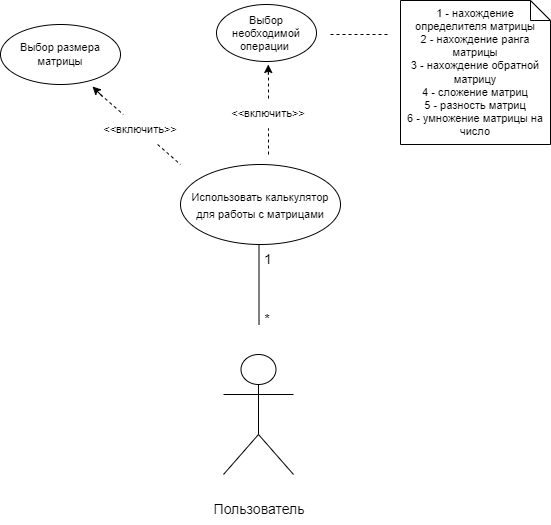 Выбор размера
матрицы
Выбор
необходимой
операции
1 - нахождение
определителя матрицы
2 - нахождение ранга
матрицы
3 - нахождение обратной
матрицу
4 - сложение матриц
5 - разность матриц
6 - умножение матрицы на
число
<<включить>>
<<включить>>
Использовать калькулятор
для работы с матрицами
1
*
Пользователь